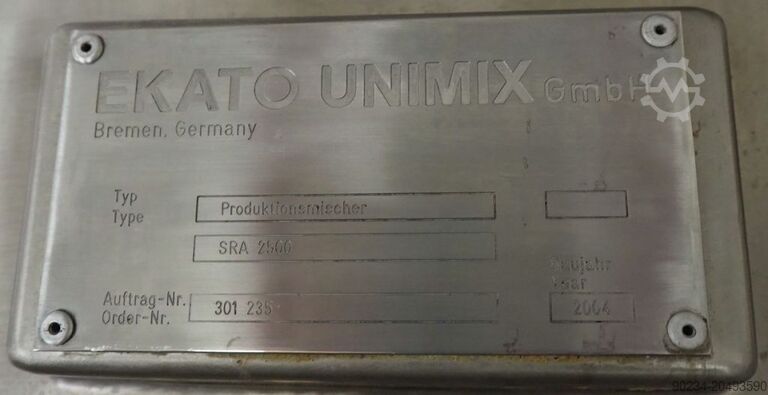 EKATO UNIMIX GmbH
Bremen, Germany
Typ
Type
Produktionsmischer
SRA 2500
Baujahr
Year
Auftrag-Nr.
Order-Nr.
301 235
2004
90234-20493590